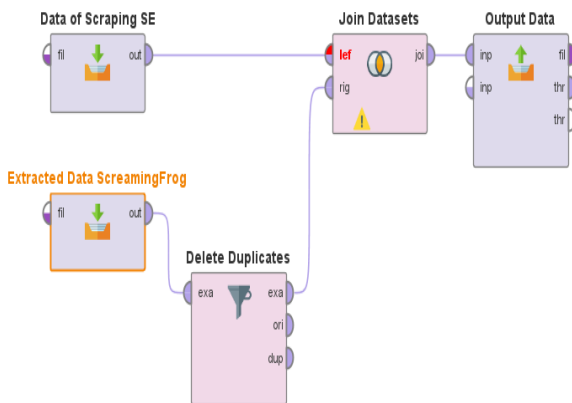 Data of Scraping SE
fil
out
Join Datasets
lef
joi
rig
Output Data
inp
fil
inp
thr
thr
Extracted Data ScreamingFrog
fil
out
Delete Duplicates
exa
exa
ori
dup